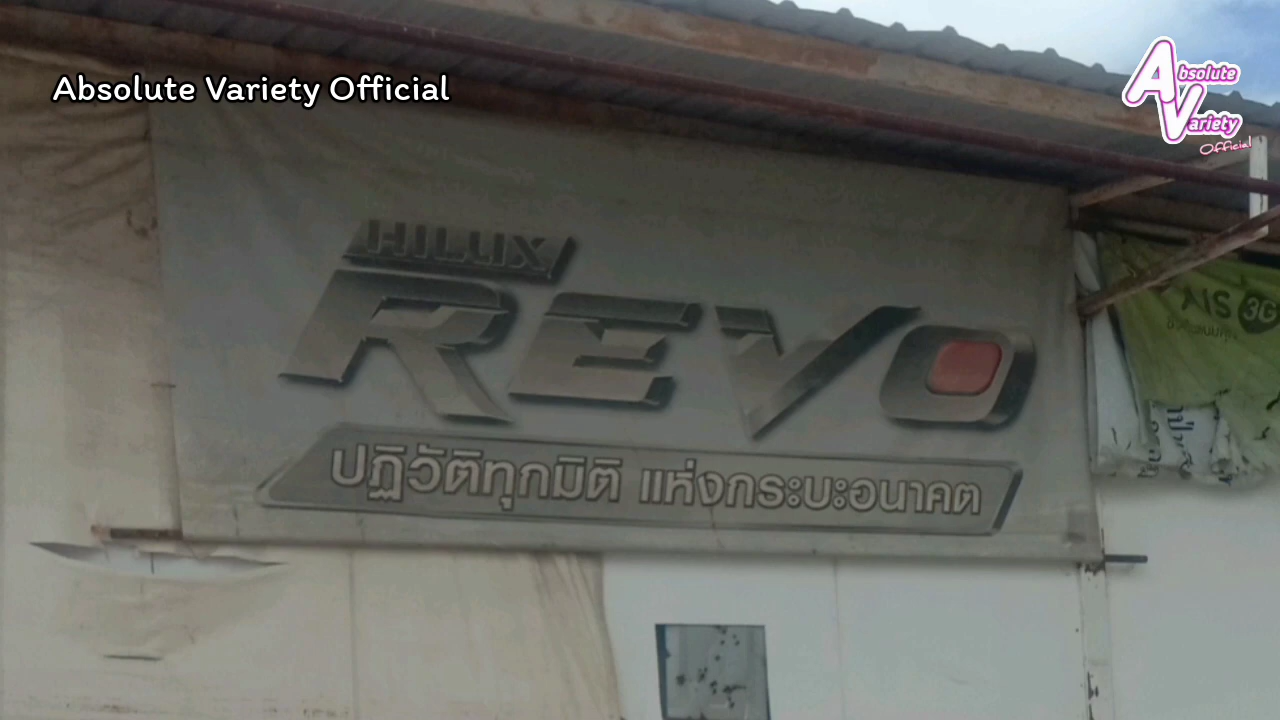 Absolute Variety Official
Absolute
Variety
Official
HILUX
REVO
ปฏิวัติทุกมิติ แห่งกระบะอนาคต
AIS 3G